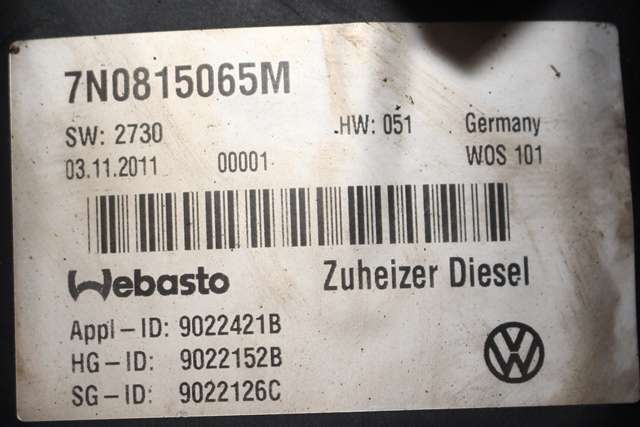 7N0815065M
SW: 2730 HW: 051 Germany
03.11.2011 00001 WOS 101
Webasto Zuheizer Diesel
Appl-ID: 9022421B
HG-ID: 9022152B
SG-ID: 9022126C
VW